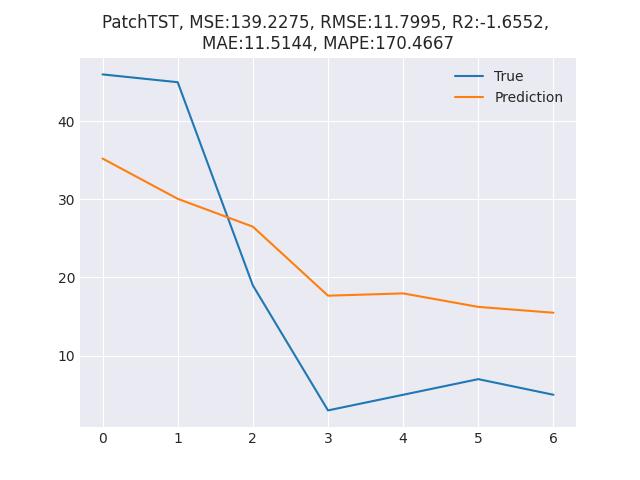 PatchTST, MSE:139.2275, RMSE:11.7995, R2:-1.6552,
MAE:11.5144, MAPE:170.4667
True
Prediction
40
30
20
10
0 1 2 3 4 5 6